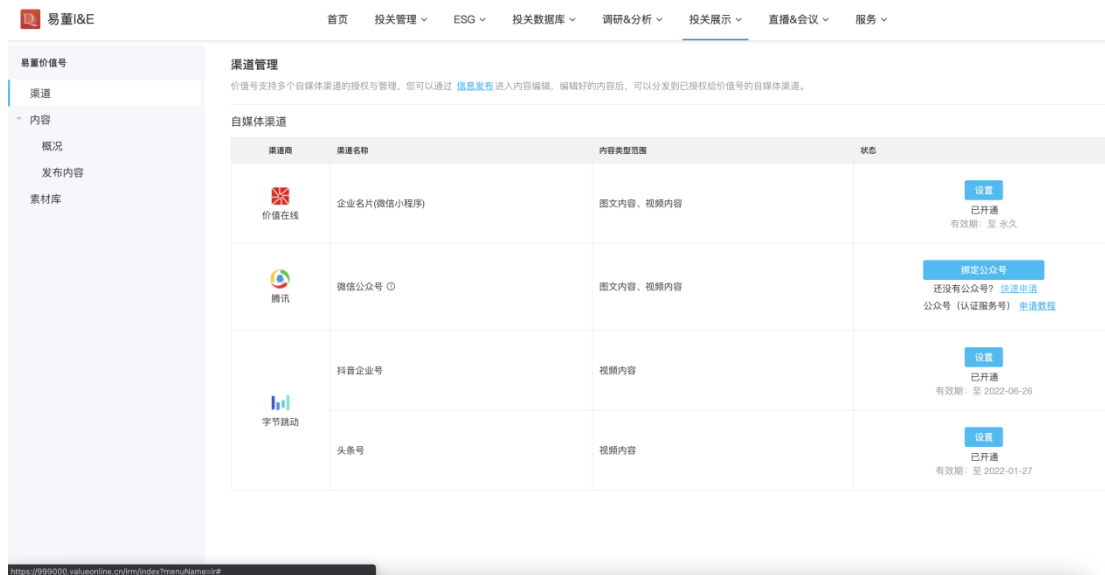 易董I&E
首页 投关管理 ESG 投关数据库 调研&分析 投关展示 直播&会议 服务
易董价值号
渠道
内容
概况
发布内容
素材库
渠道管理
价值号支持多个自媒体渠道的授权与管理，您可以通过 信息发布 进入内容编辑，编辑好的内容后，可以分发到已授权给价值号的自媒体渠道。
自媒体渠道
渠道商 渠道名称 内容类型范围 状态
价值在线 企业名片(微信小程序) 图文内容、视频内容 设置
已开通
有效期：至 永久
腾讯 微信公众号 图文内容、视频内容 绑定公众号
还没有公众号？ 快速申请
公众号（认证服务号） 申请教程
字节跳动
抖音企业号 视频内容 设置
已开通
有效期：至 2022-06-26
头条号 视频内容 设置
已开通
有效期：至 2022-01-27
https://999000.valueonline.cn/irm/index?menuName=ir#